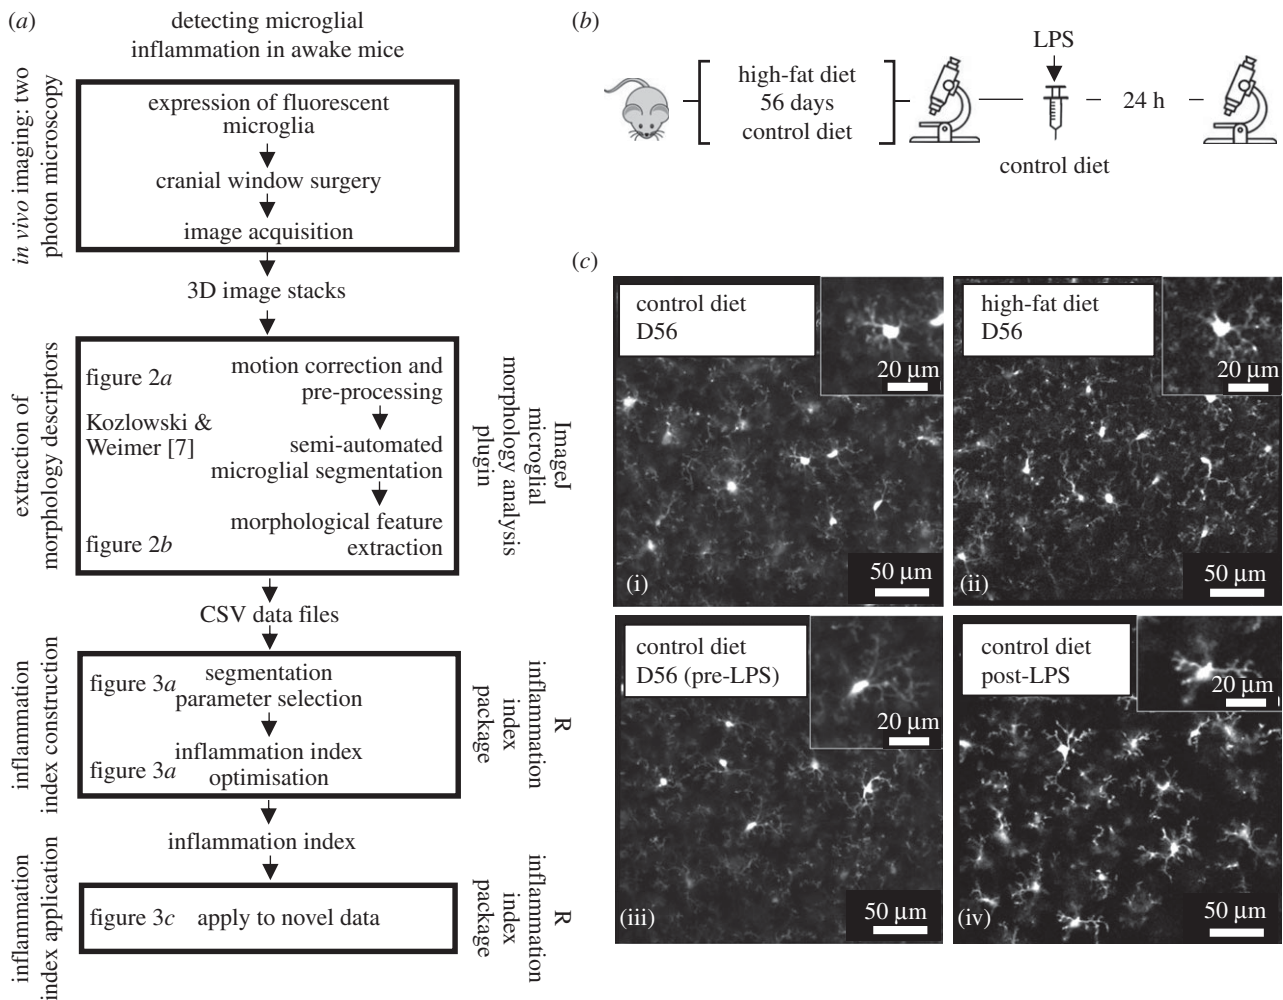 (a)
detecting microglial
inflammation in awake mice
in vivo imaging: two
photon microscopy
expression of fluorescent
microglia
cranial window surgery
image acquisition
3D image stacks
extraction of
morphology descriptors
figure 2a
motion correction and
pre-processing
Kozlowski &
Weimer [7]
semi-automated
microglial segmentation
figure 2b
morphological feature
extraction
ImageJ
microglial
morphology analysis
plugin
CSV data files
inflammation
index construction
figure 3a
segmentation
parameter selection
figure 3a
inflammation index
optimisation
R
inflammation
index
package
inflammation index
inflammation
index application
figure 3c
apply to novel data
R
inflammation
index
package
(b)
high-fat diet
56 days
control diet
LPS
control diet
24 h
(c)
control diet
D56
20 µm
50 µm
(i)
high-fat diet
D56
20 µm
50 µm
(ii)
control diet
D56 (pre-LPS)
20 µm
50 µm
(iii)
control diet
post-LPS
20 µm
50 µm
(iv)